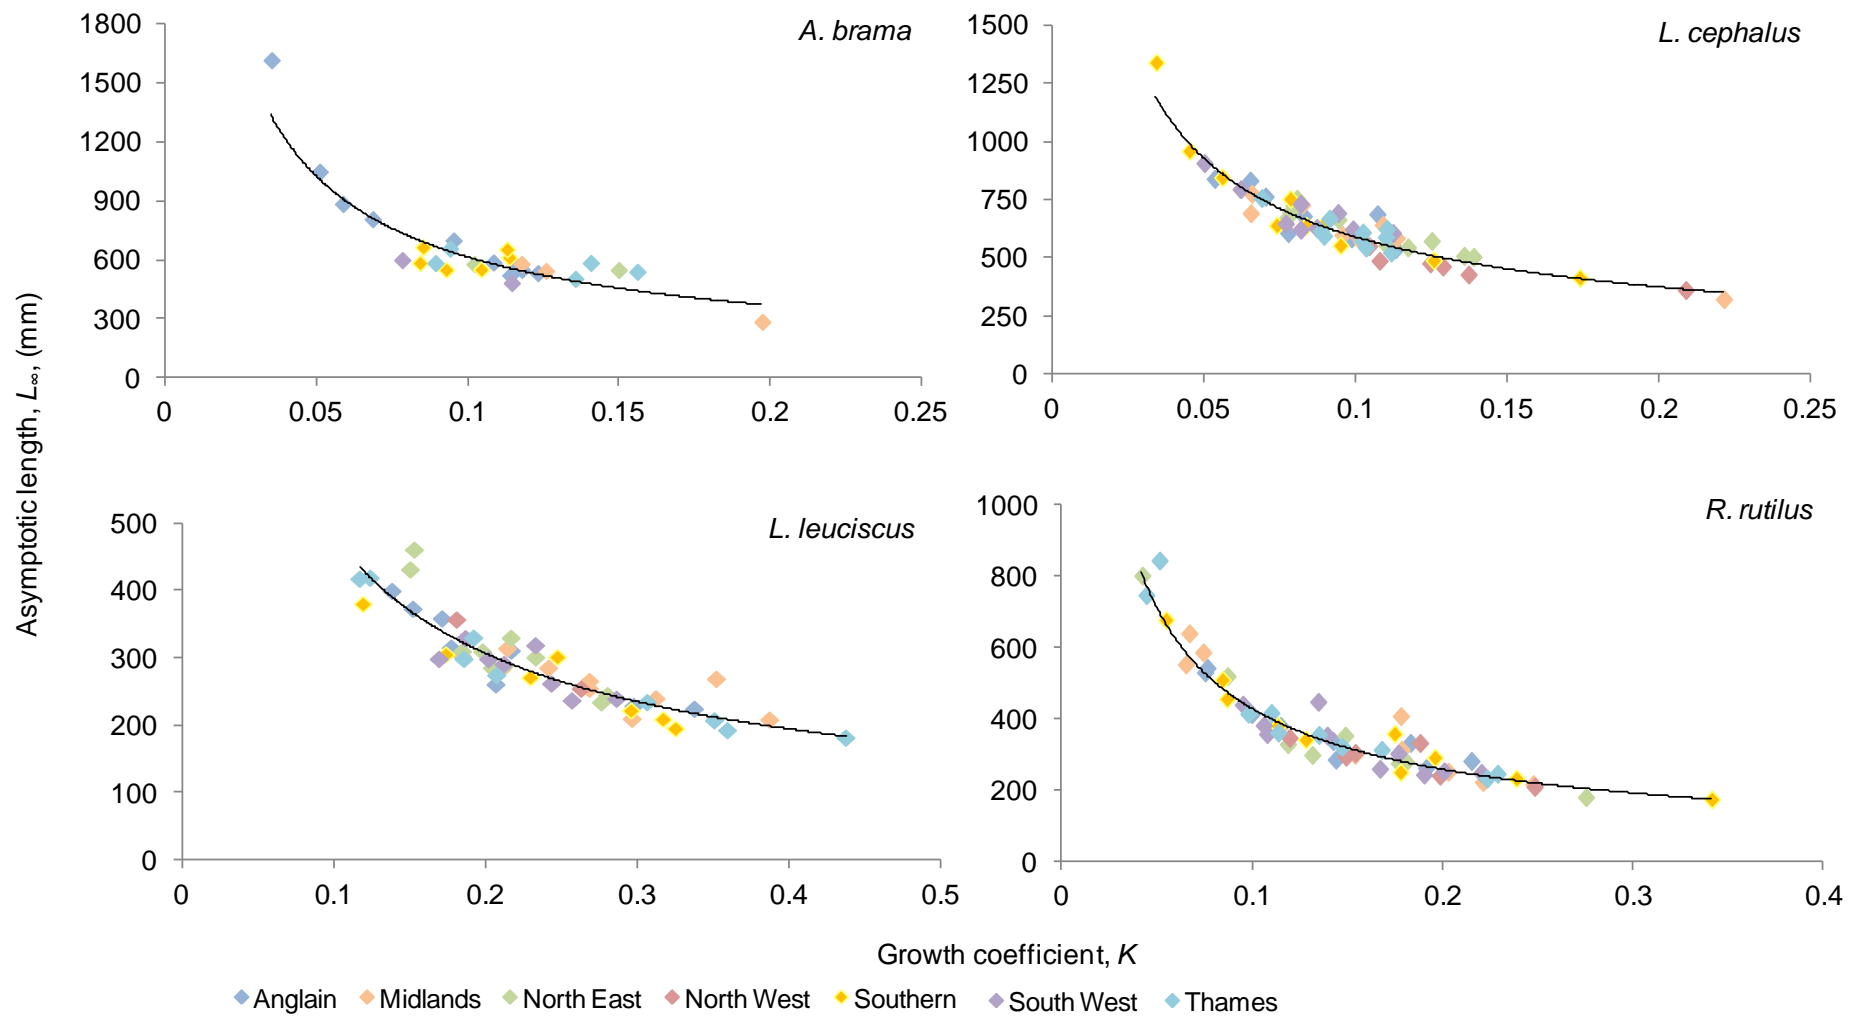 A. brama
1800
1500
1200
900
600
300
0
0 0.05 0.1 0.15 0.2 0.25
L. cephalus
1500
1250
1000
750
500
250
0
0 0.05 0.1 0.15 0.2 0.25
Asymptotic length, L∞, (mm)
L. leuciscus
500
400
300
200
100
0
0 0.1 0.2 0.3 0.4 0.5
R. rutilus
1000
800
600
400
200
0
0 0.1 0.2 0.3 0.4
Growth coefficient, K
Anglain Midlands North East North West Southern South West Thames